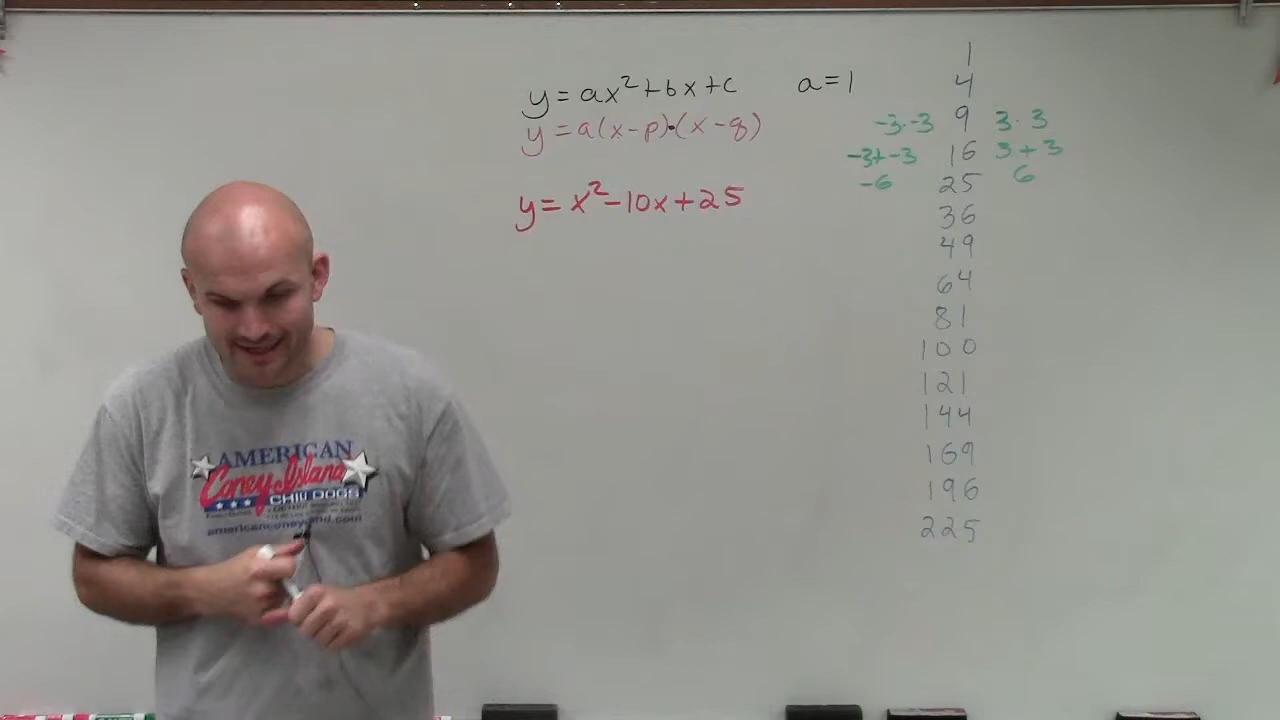 y = ax² + bx + c a = 1
y = a(x - p)·(x - q)
y = x² - 10x + 25
1
4
-3·-3 9 3·3
-3+-3 16 3+3
-6 25 6
36
49
64
81
100
121
144
169
196
225
AMERICAN
Coney Island
CHILI DOGS
americanconeyisland.com